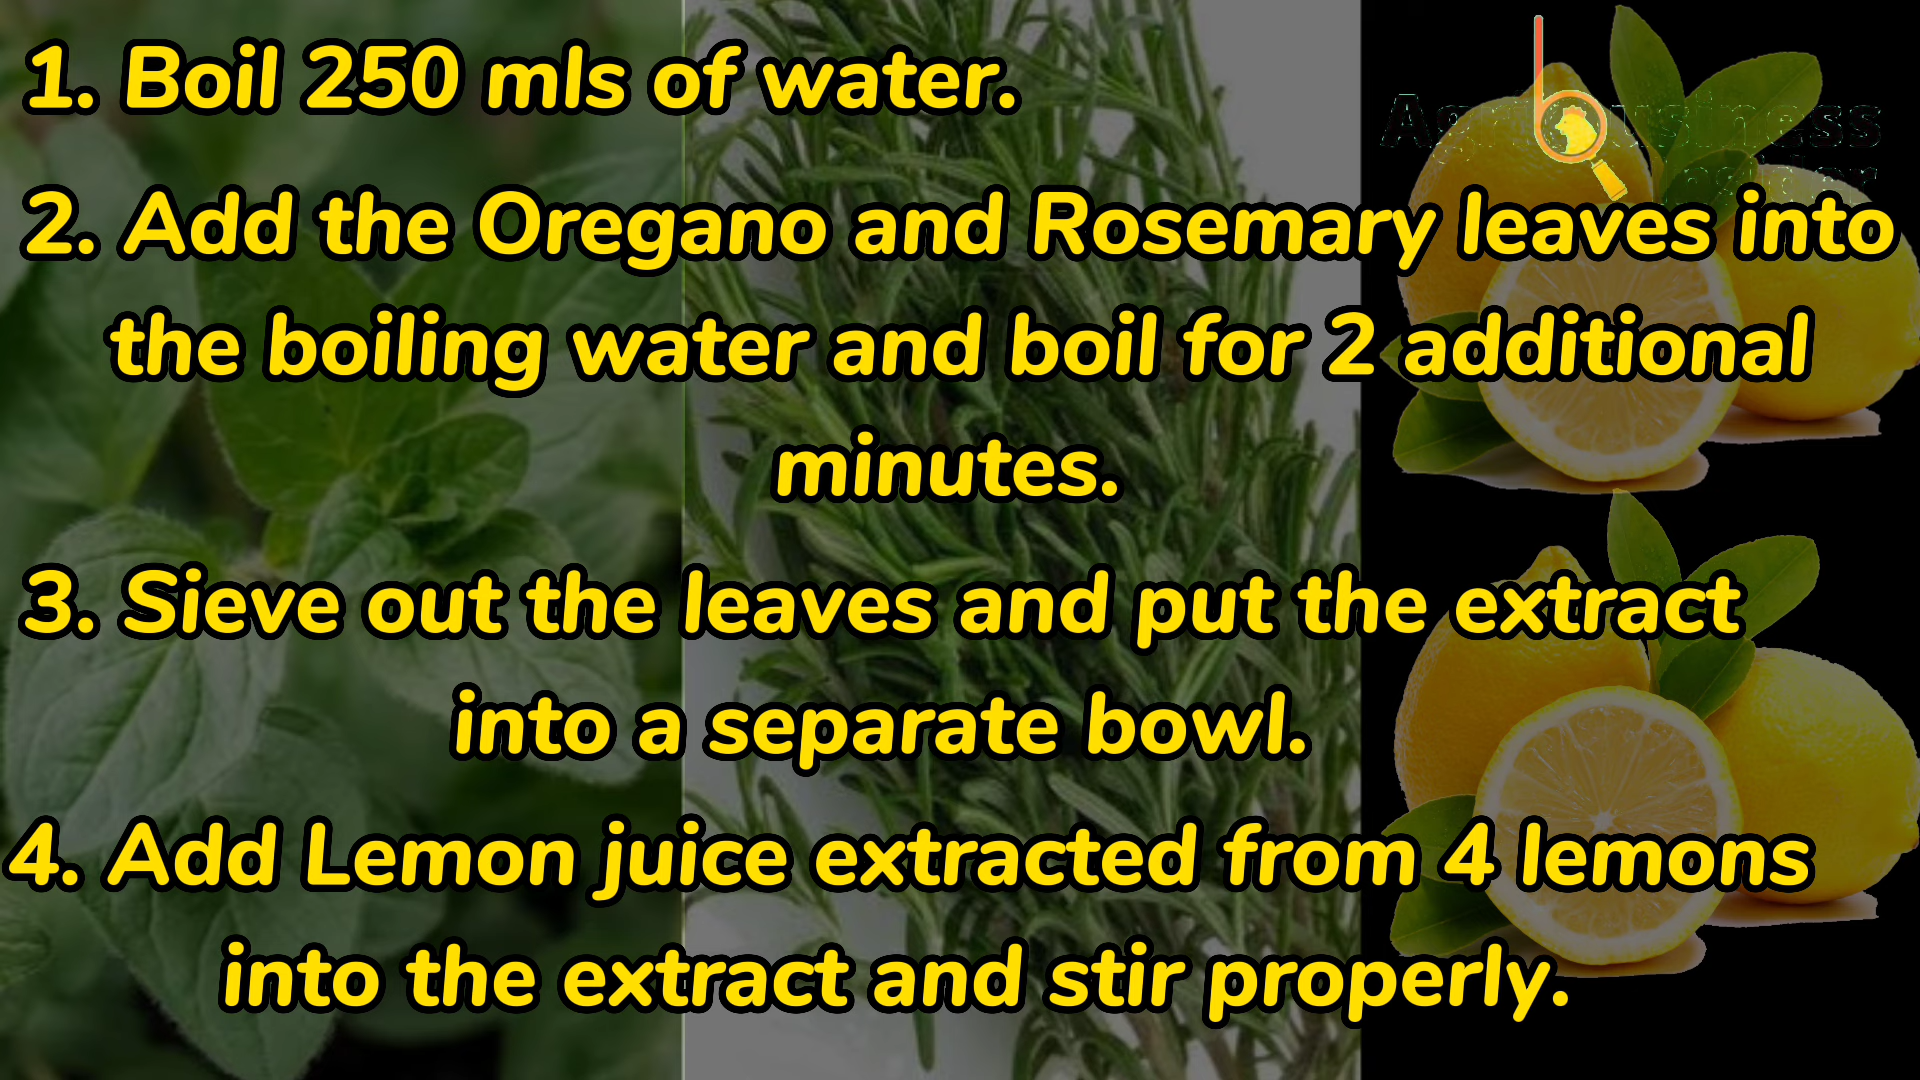 1. Boil 250 mls of water.
2. Add the Oregano and Rosemary leaves into
the boiling water and boil for 2 additional
minutes.
3. Sieve out the leaves and put the extract
into a separate bowl.
4. Add Lemon juice extracted from 4 lemons
into the extract and stir properly.